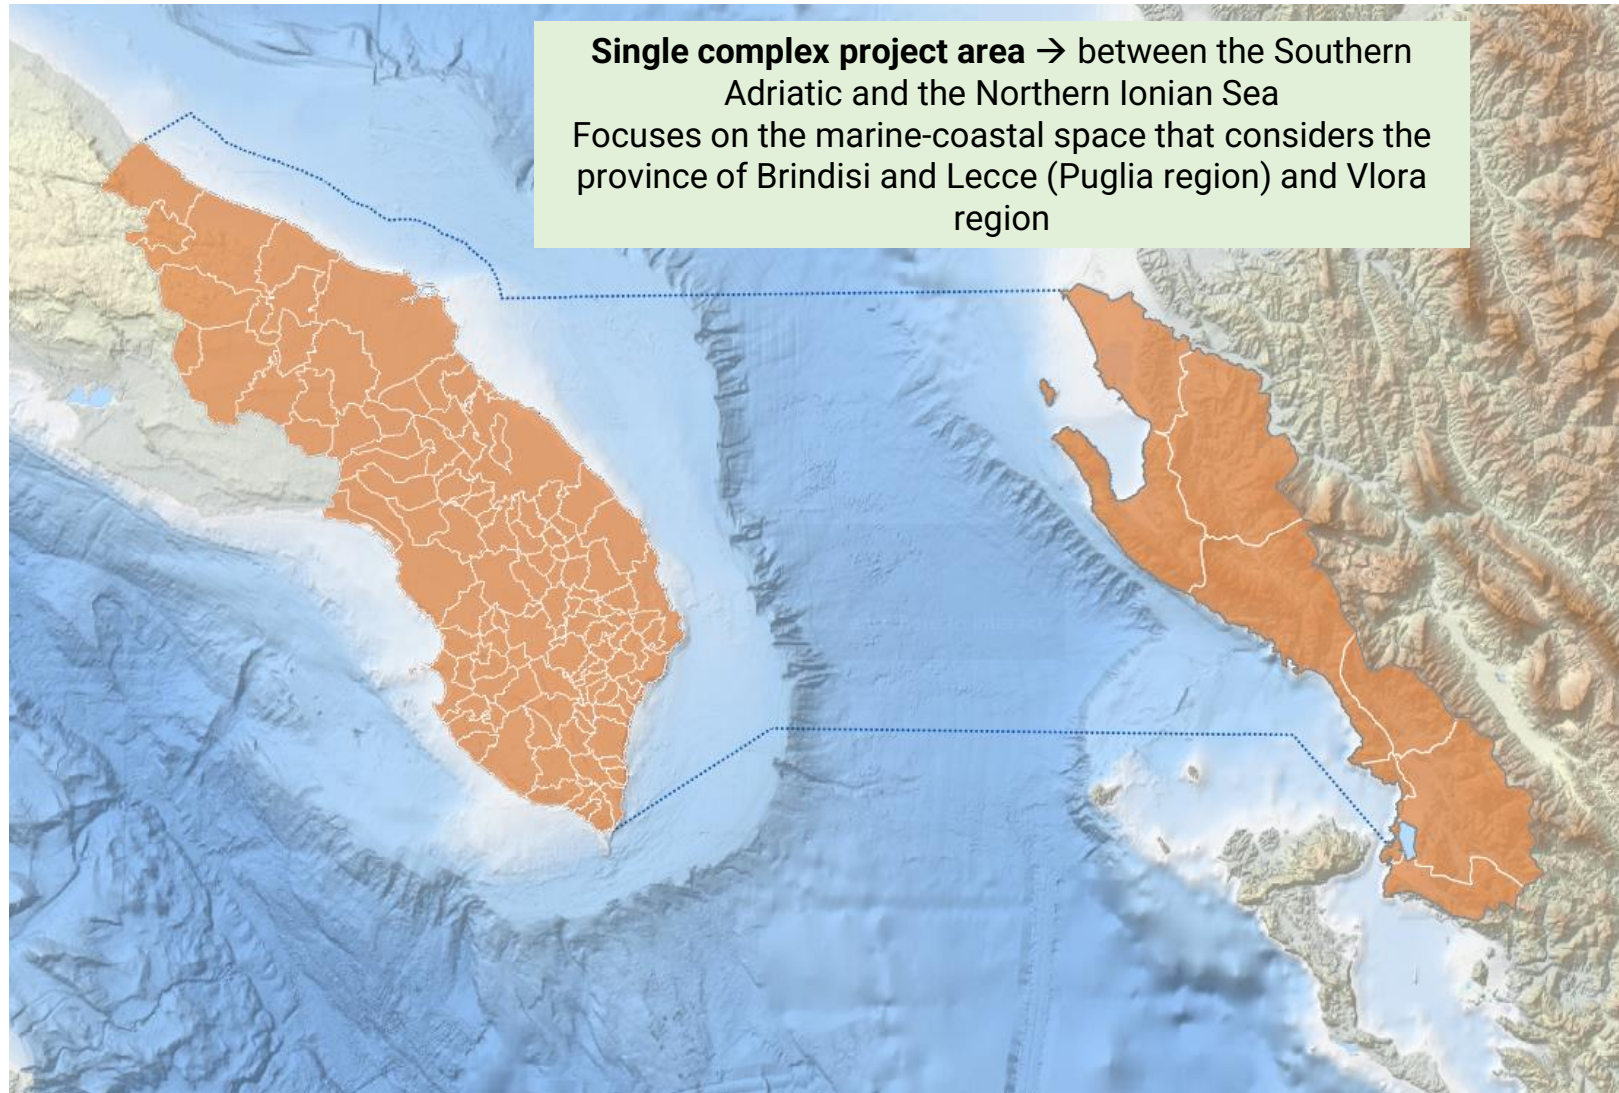 Single complex project area → between the Southern
Adriatic and the Northern Ionian Sea
Focuses on the marine-coastal space that considers the
province of Brindisi and Lecce (Puglia region) and Vlora
region